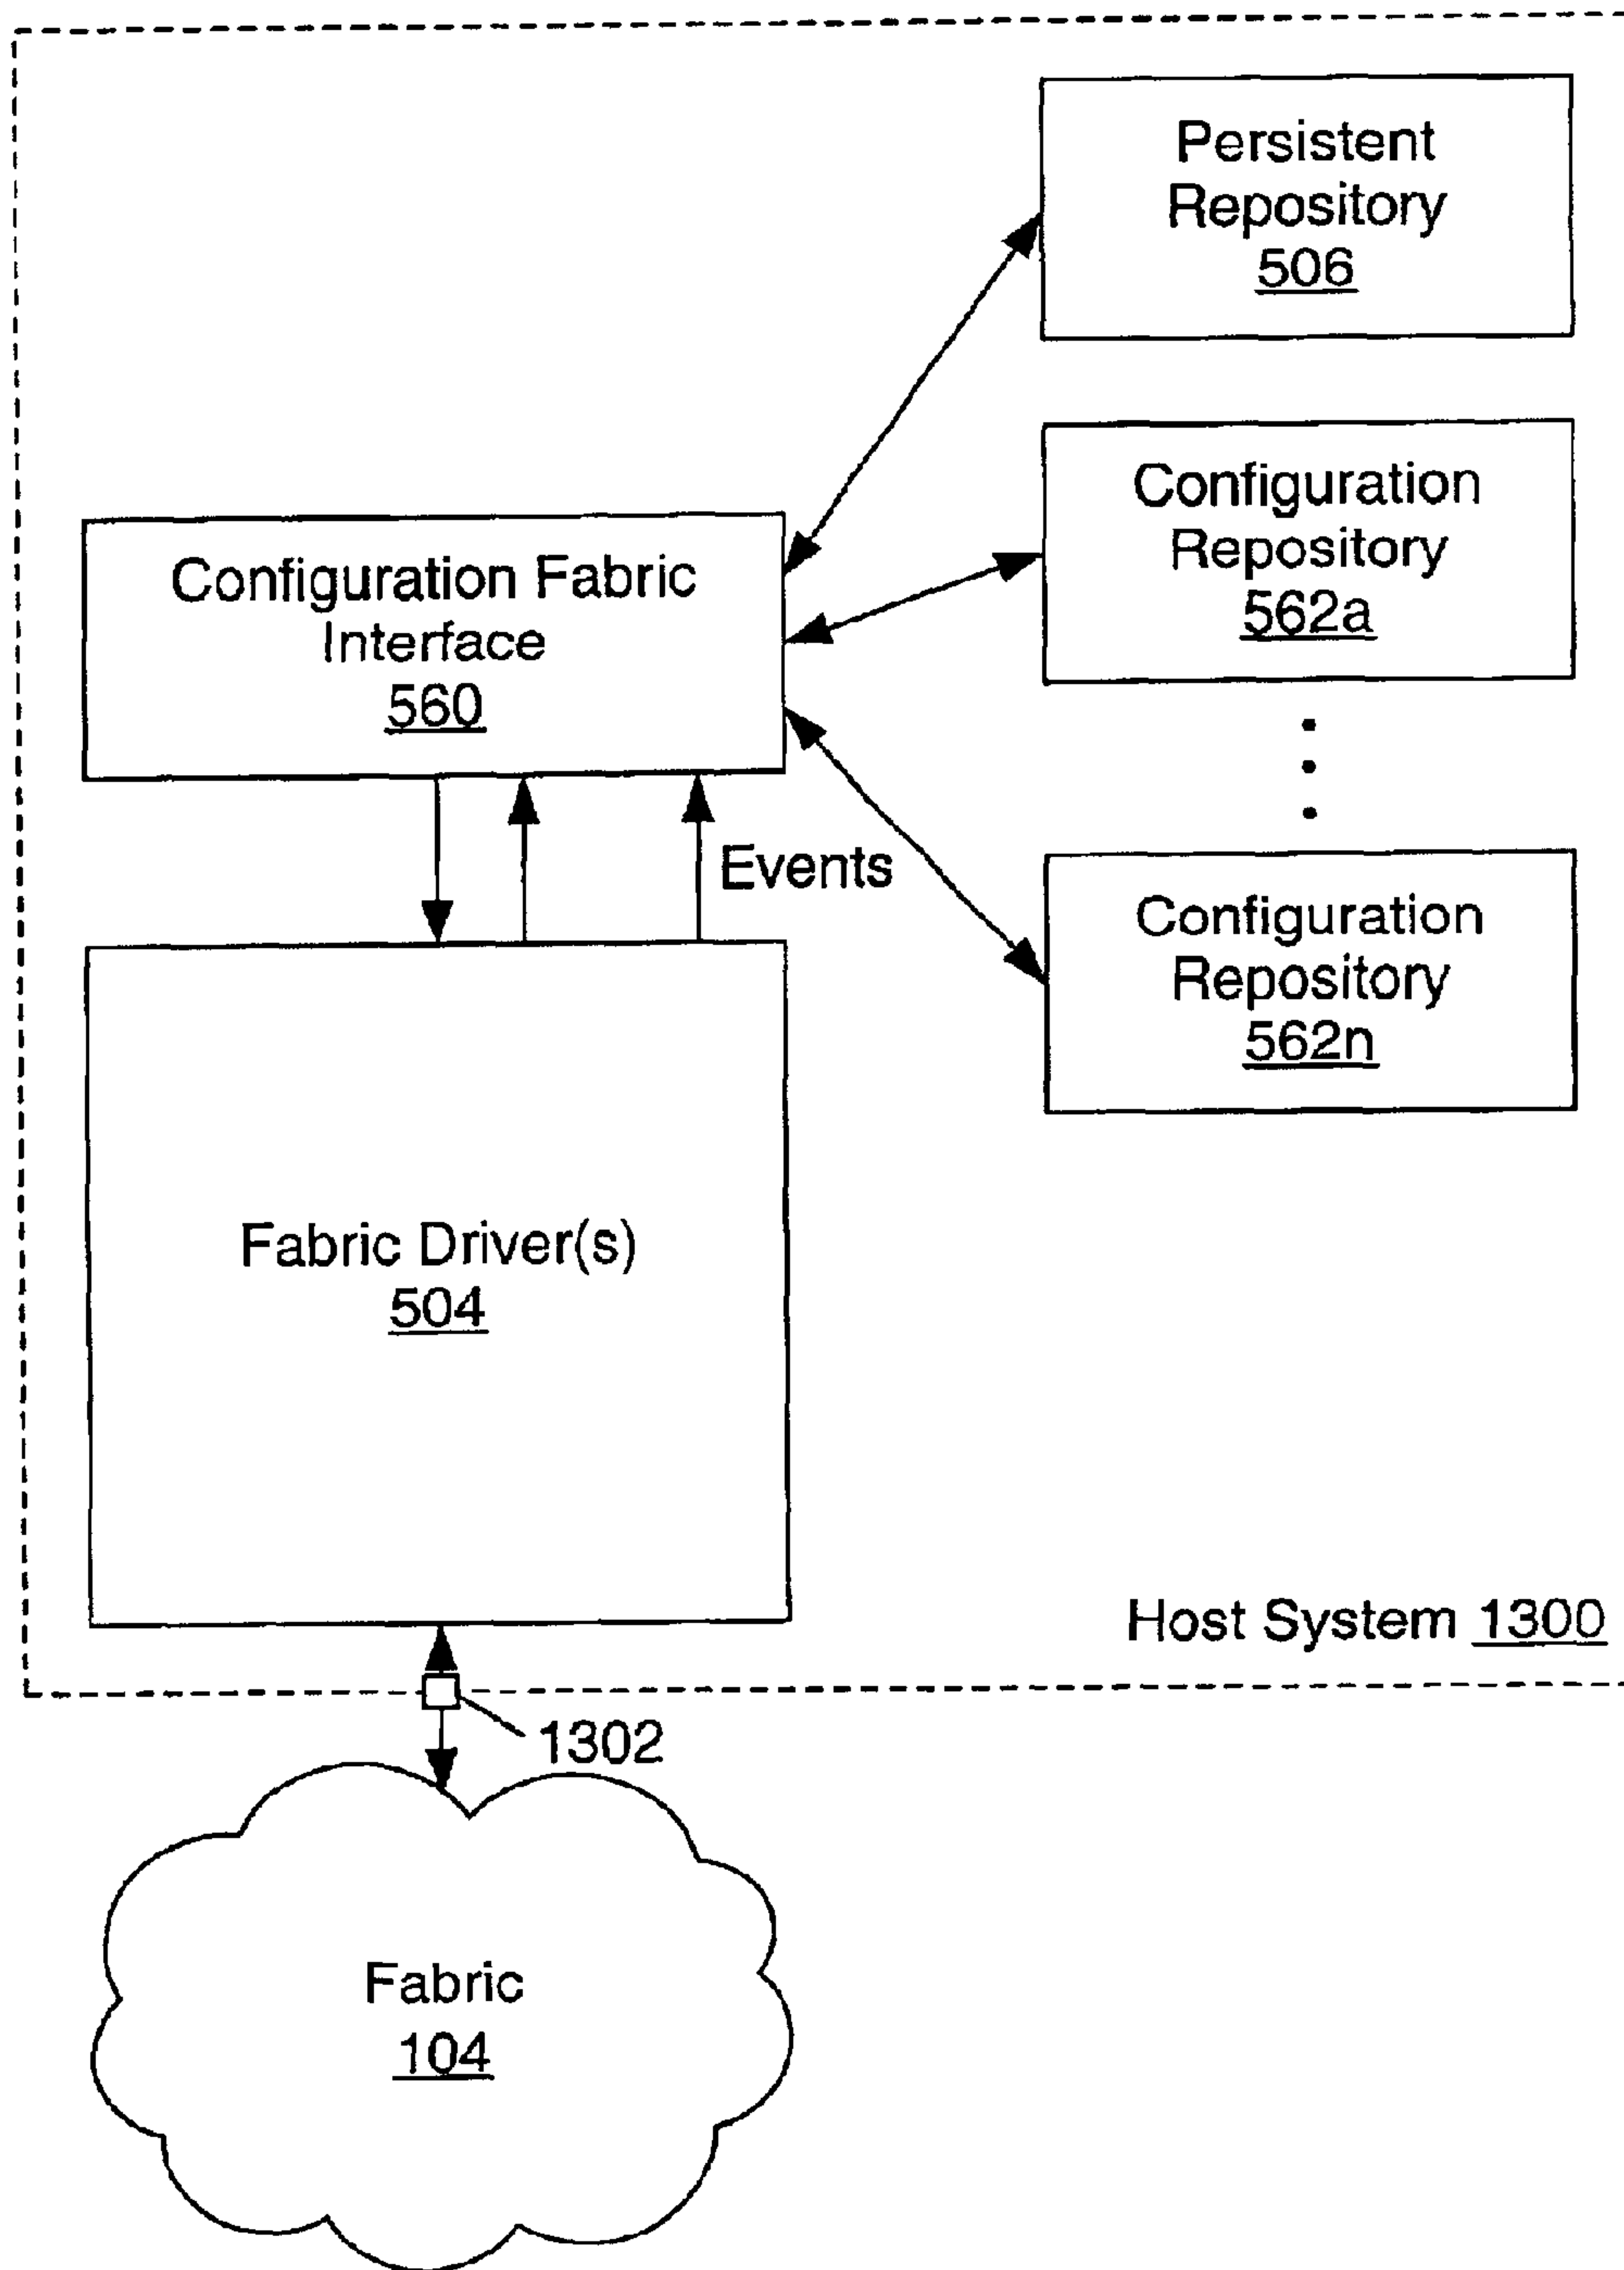 Persistent
Repository
506
Configuration
Repository
562a
Configuration Fabric
Interface
560
Events
Configuration
Repository
562n
Fabric Driver(s)
504
Host System 1300
1302
Fabric
104